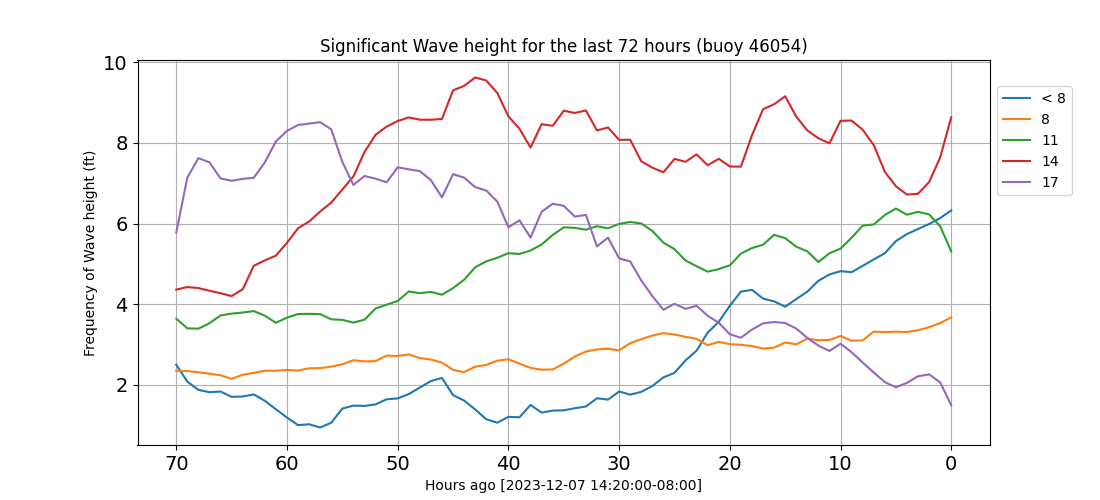 Significant Wave height for the last 72 hours (buoy 46054)
Frequency of Wave height (ft)
10
8
6
4
2
70 60 50 40 30 20 10 0
Hours ago [2023-12-07 14:20:00-08:00]
< 8
8
11
14
17